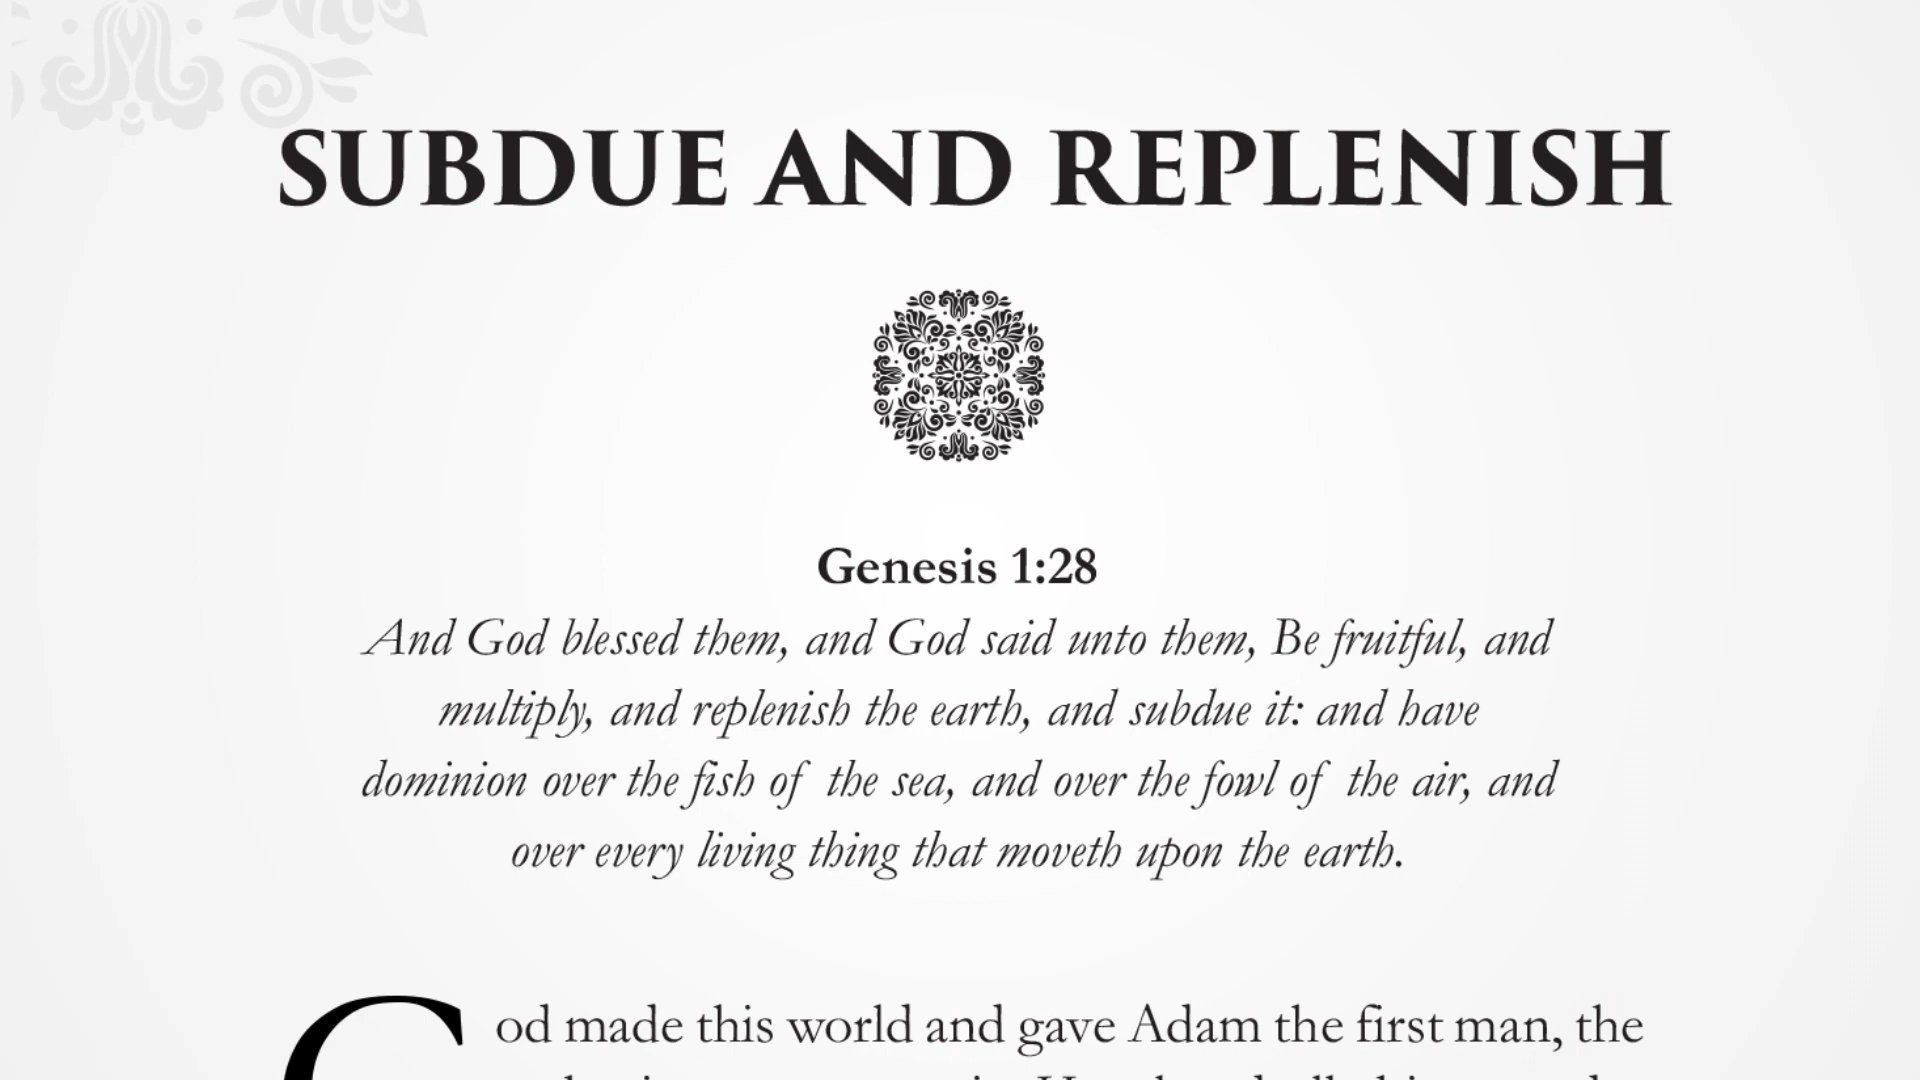 SUBDUE AND REPLENISH
Genesis 1:28
And God blessed them, and God said unto them, Be fruitful, and
multiply, and replenish the earth, and subdue it: and have
dominion over the fish of the sea, and over the fowl of the air, and
over every living thing that moveth upon the earth.
God made this world and gave Adam the first man, the